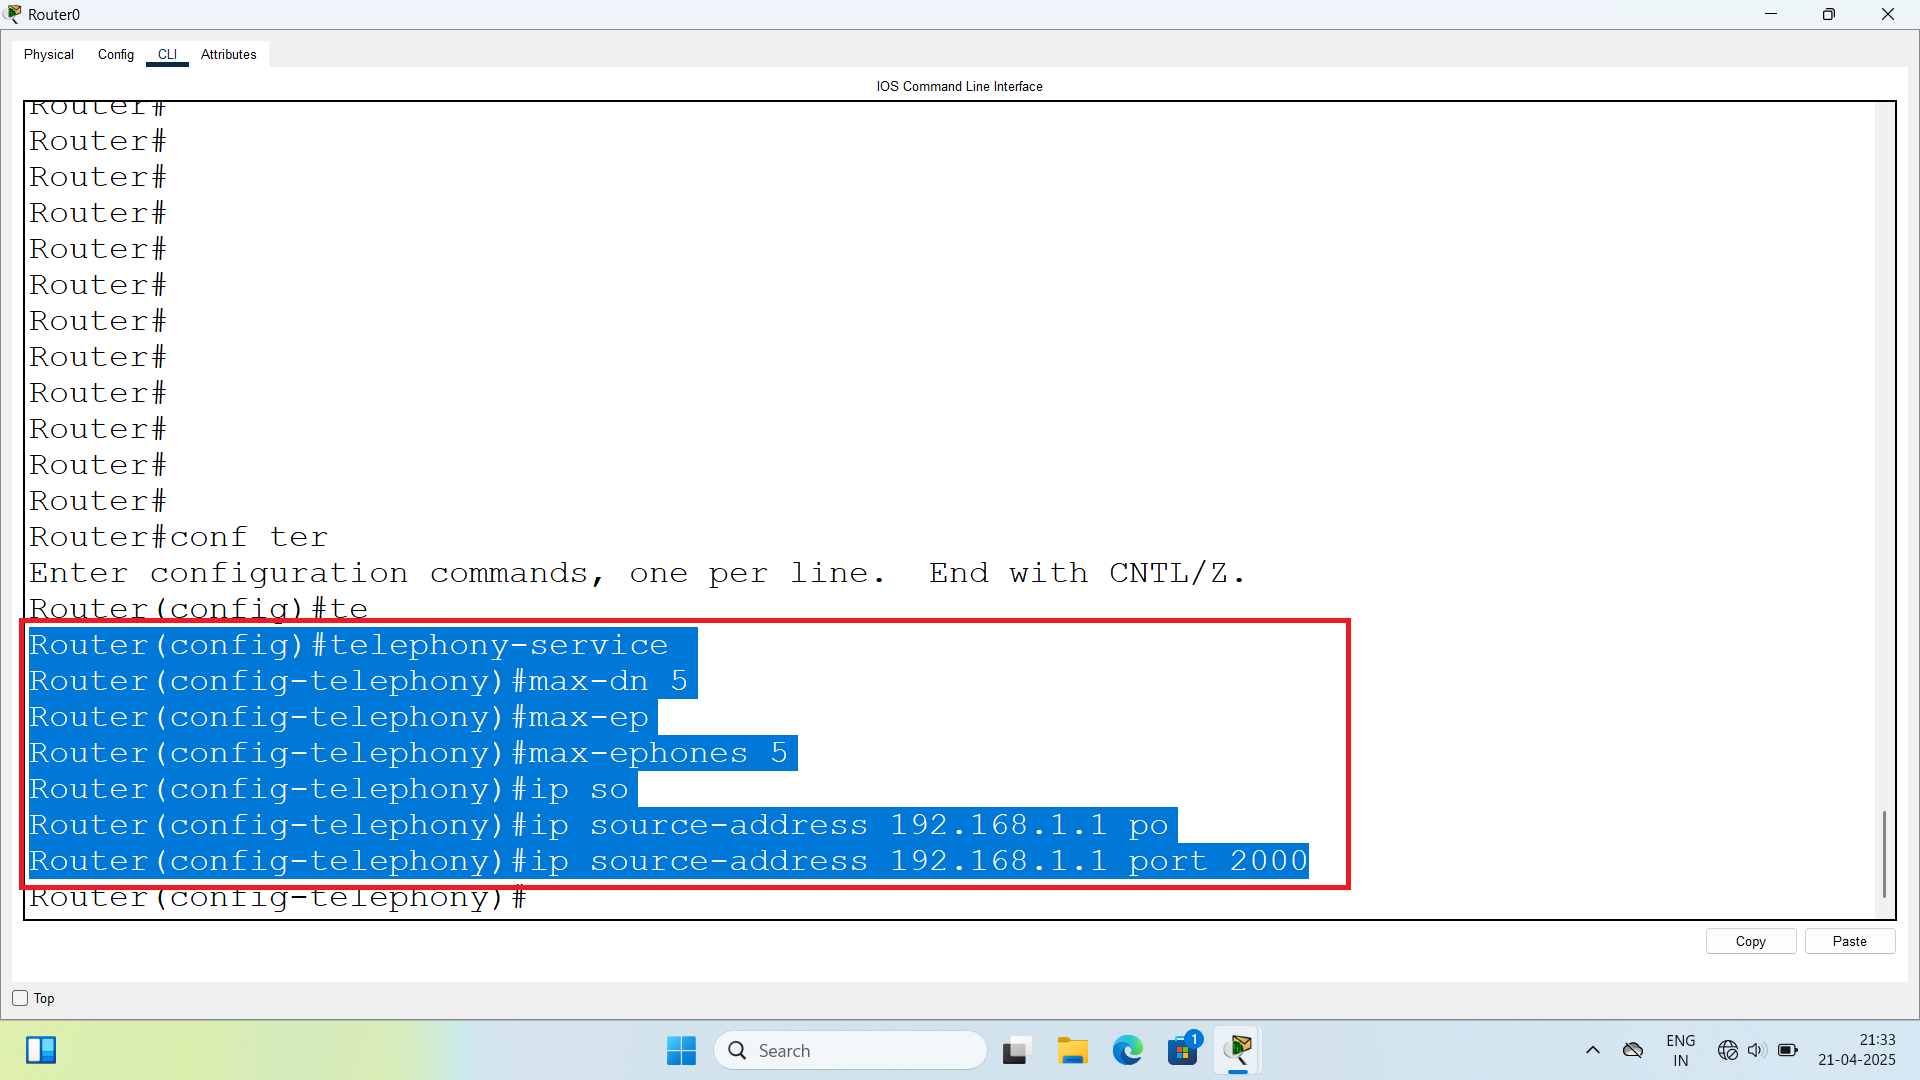 Router0
Physical Config CLI Attributes
IOS Command Line Interface
Router#
Router#
Router#
Router#
Router#
Router#
Router#
Router#
Router#
Router#
Router#
Router#
Router#conf ter
Enter configuration commands, one per line.  End with CNTL/Z.
Router(config)#te
Router(config)#telephony-service
Router(config-telephony)#max-dn 5
Router(config-telephony)#max-ep
Router(config-telephony)#max-ephones 5
Router(config-telephony)#ip so
Router(config-telephony)#ip source-address 192.168.1.1 po
Router(config-telephony)#ip source-address 192.168.1.1 port 2000
Router(config-telephony)#
Copy Paste
Top
Search
1
ENG
IN
21:33
21-04-2025